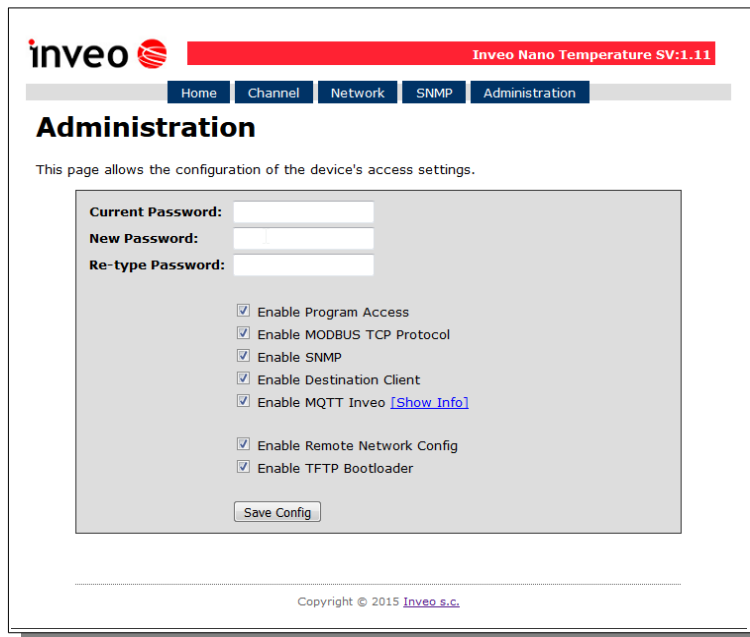 inveo
Inveo Nano Temperature SV:1.11
Home Channel Network SNMP Administration
Administration
This page allows the configuration of the device's access settings.
Current Password:
New Password:
Re-type Password:
Enable Program Access
Enable MODBUS TCP Protocol
Enable SNMP
Enable Destination Client
Enable MQTT Inveo [Show Info]
Enable Remote Network Config
Enable TFTP Bootloader
Save Config
Copyright © 2015 Inveo s.c.